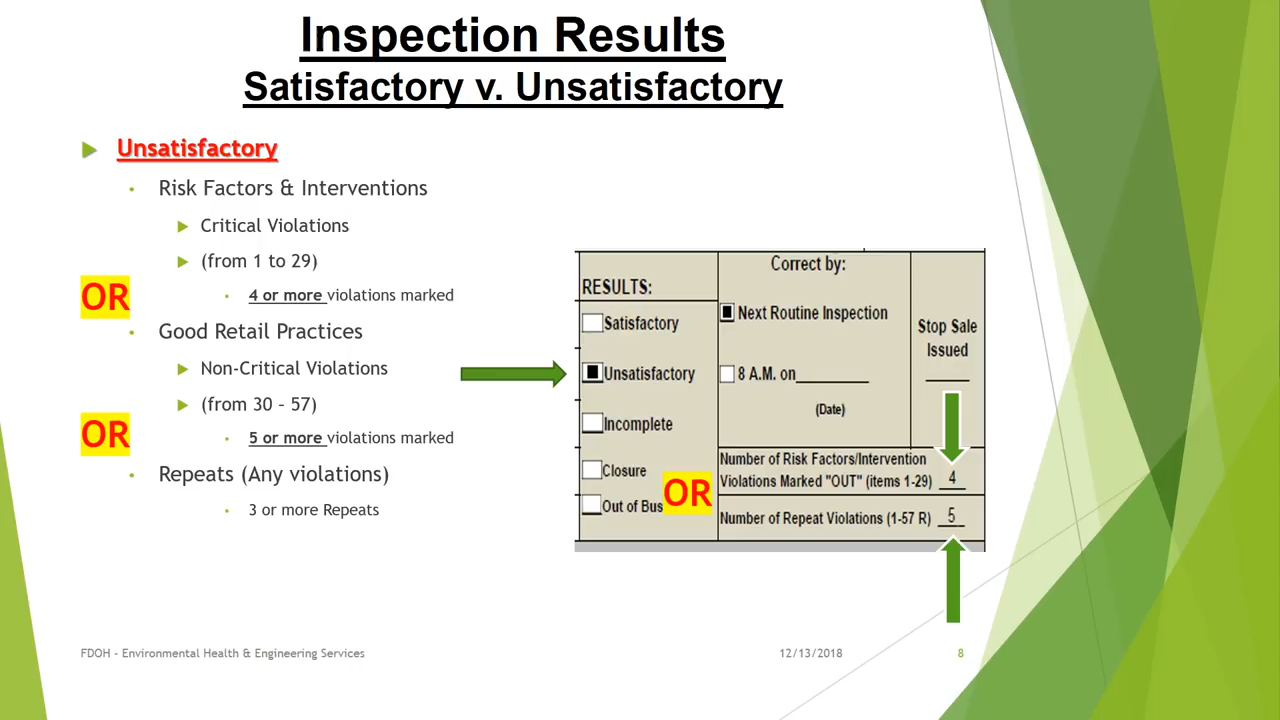 Inspection Results
Satisfactory v. Unsatisfactory
Unsatisfactory
Risk Factors & Interventions
Critical Violations
(from 1 to 29)
OR
4 or more violations marked
Good Retail Practices
Non-Critical Violations
(from 30 – 57)
OR
5 or more violations marked
Repeats (Any violations)
3 or more Repeats
RESULTS:
Satisfactory
Unsatisfactory
Incomplete
Closure
Out of Bus
OR
Correct by:
Next Routine Inspection
8 A.M. on
(Date)
Stop Sale
Issued
Number of Risk Factors/Intervention
Violations Marked "OUT" (items 1-29) 4
Number of Repeat Violations (1-57 R) 5
FDOH – Environmental Health & Engineering Services
12/13/2018
8